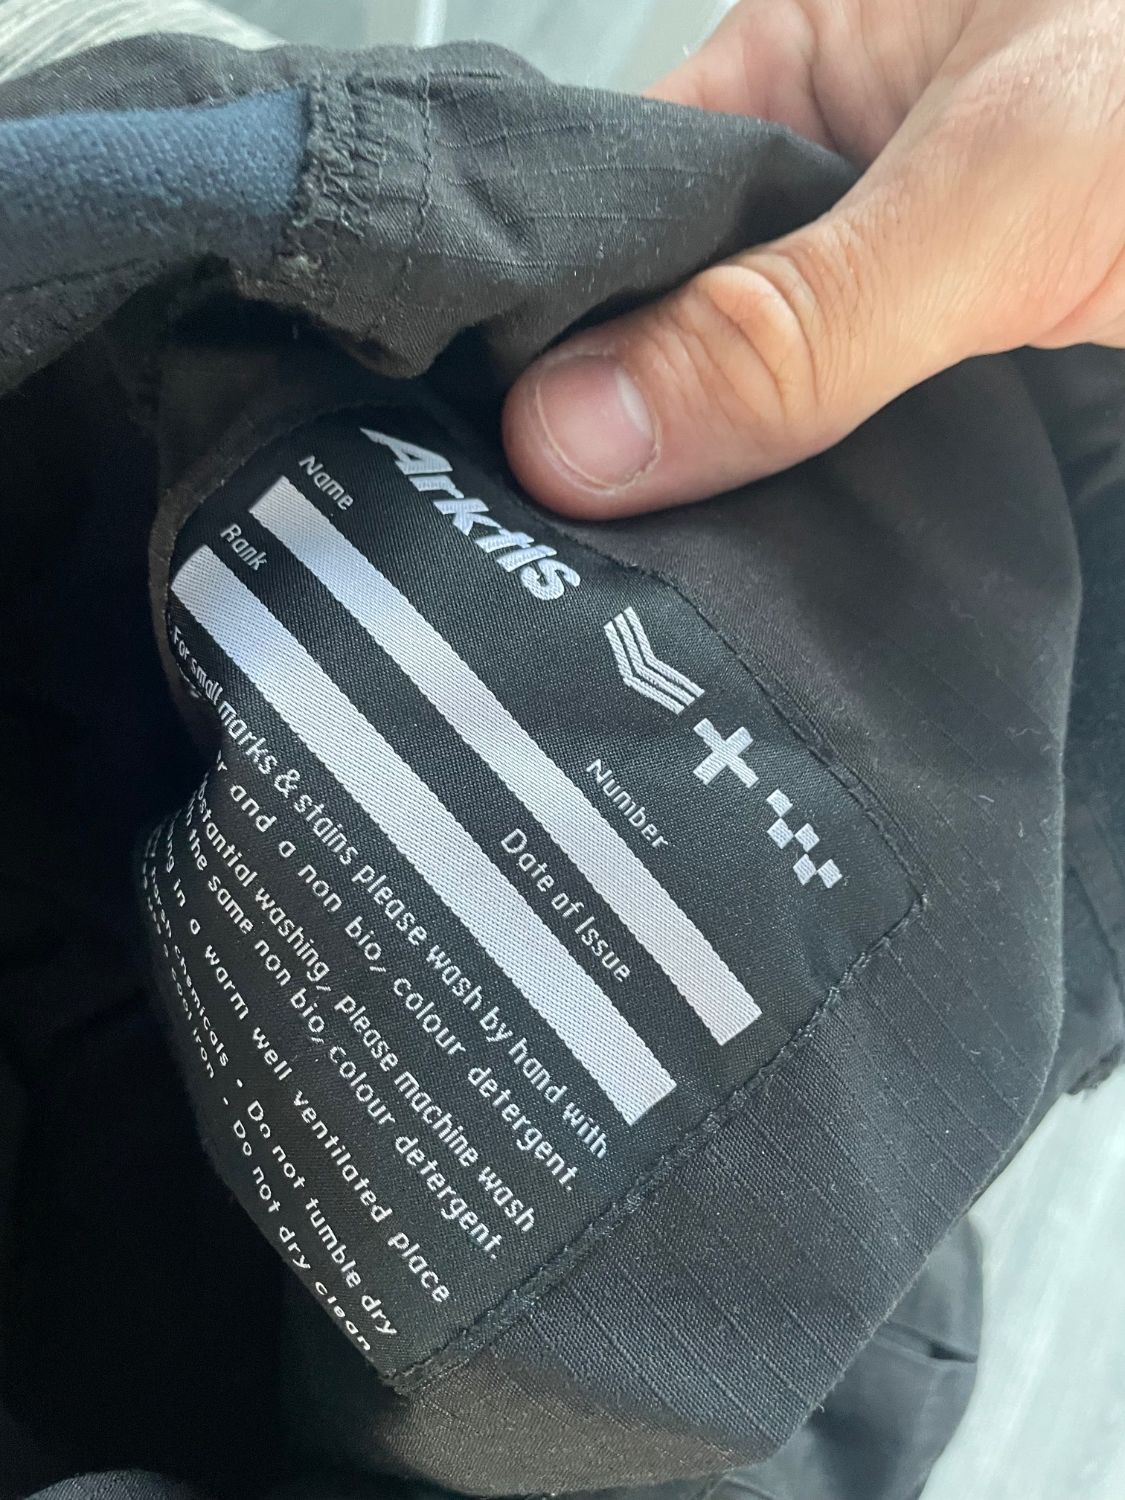 Arktis
Name
Number
Rank
Date of Issue
For small marks & stains please wash by hand with
and a non bio, colour detergent.
washing, please machine wash
the same non bio, colour detergent.
in a warm well ventilated place
chemicals - Do not tumble dry
iron - Do not dry clean